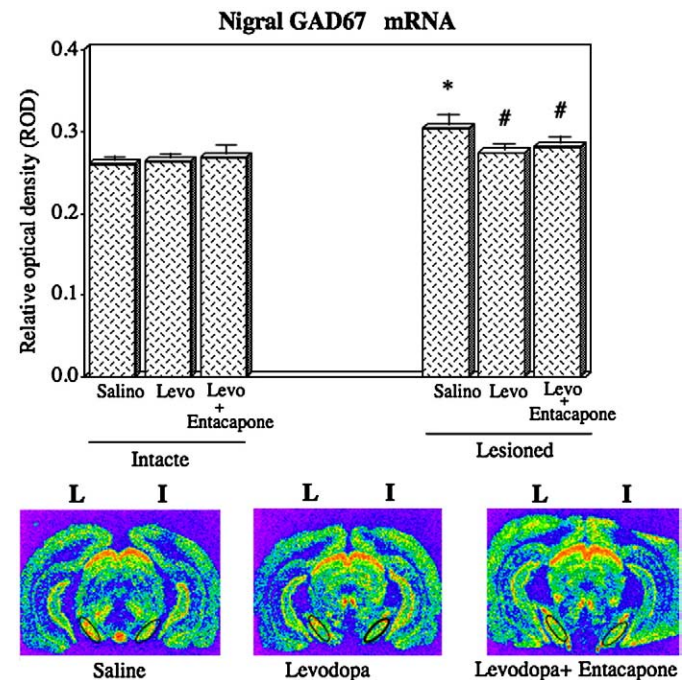 Nigral GAD67 mRNA
Relative optical density (ROD)
0.4
0.3
0.2
0.1
0.0
*
#
#
Salino Levo Levo + Entacapone
Salino Levo Levo + Entacapone
Intacte
Lesioned
L I
L I
L I
Saline
Levodopa
Levodopa+ Entacapone